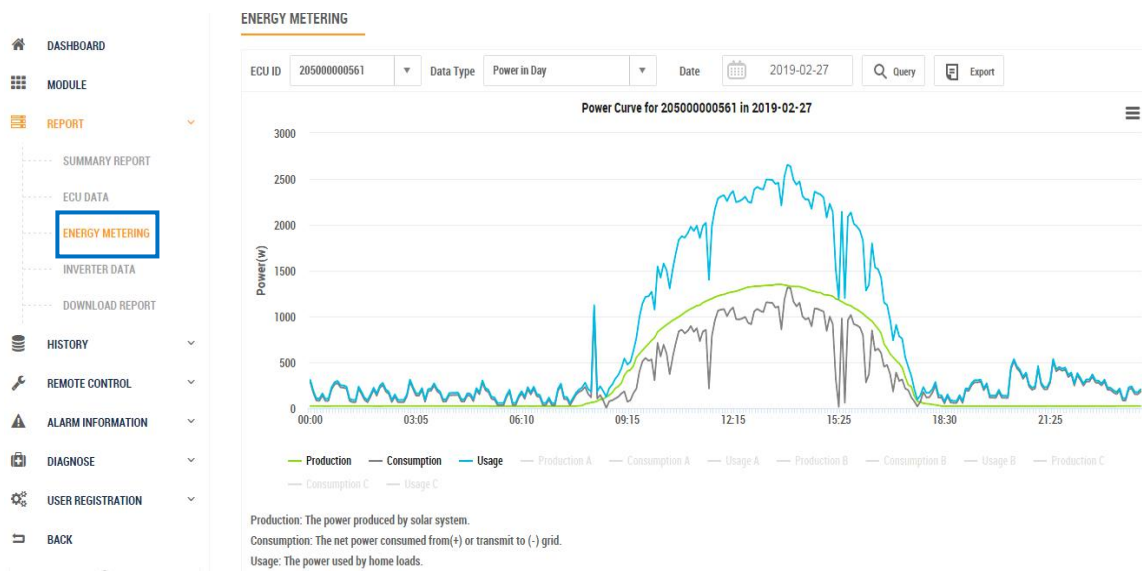 ENERGY METERING
DASHBOARD
MODULE
REPORT
SUMMARY REPORT
ECU DATA
ENERGY METERING
INVERTER DATA
DOWNLOAD REPORT
HISTORY
REMOTE CONTROL
ALARM INFORMATION
DIAGNOSE
USER REGISTRATION
BACK
ECU ID 205000000561 Data Type Power in Day Date 2019-02-27 Query Export
Power Curve for 205000000561 in 2019-02-27
Power(w)
3000
2500
2000
1500
1000
500
0
00:00 03:05 06:10 09:15 12:15 15:25 18:30 21:25
Production Consumption Usage Production A Consumption A Usage A Production B Consumption B Usage B Production C
Consumption C Usage C
Production: The power produced by solar system.
Consumption: The net power consumed from(+) or transmit to (-) grid.
Usage: The power used by home loads.